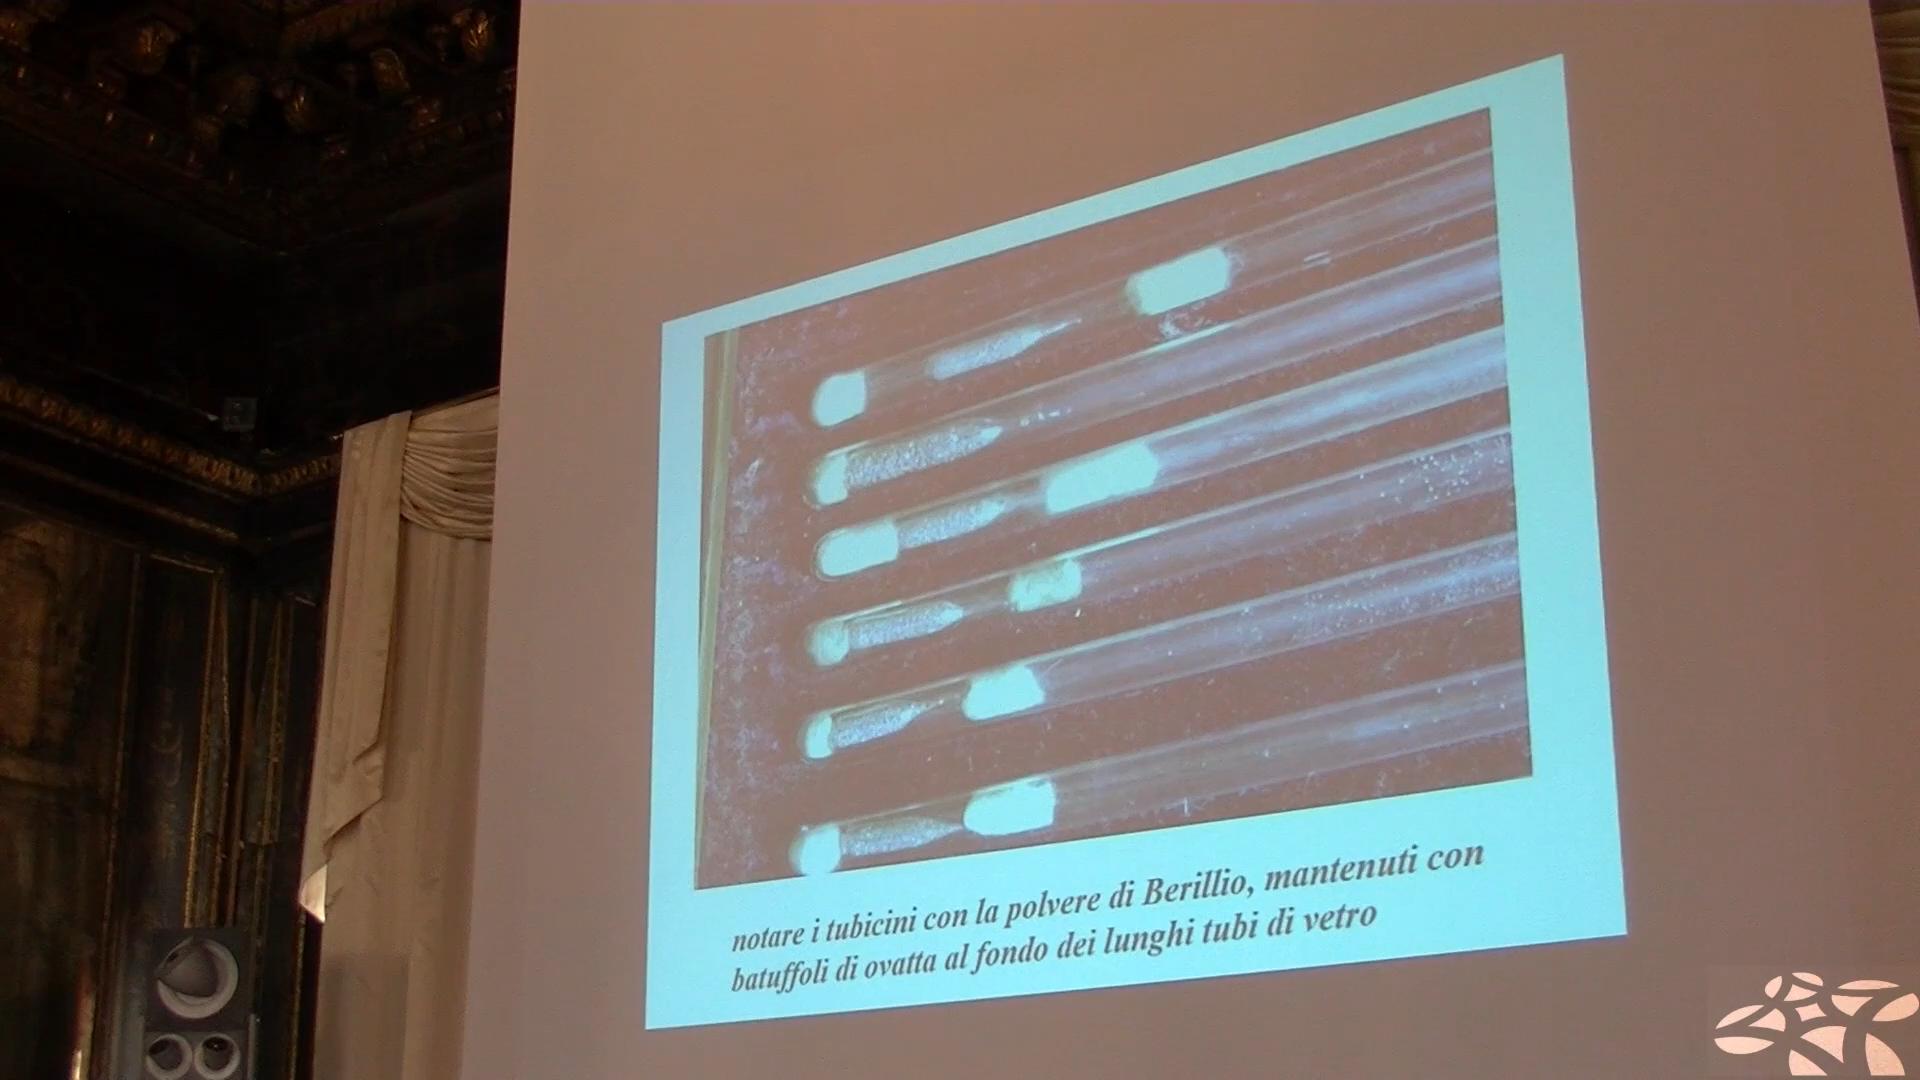 notare i tubicini con la polvere di Berillio, mantenuti con
batuffoli di ovatta al fondo dei lunghi tubi di vetro